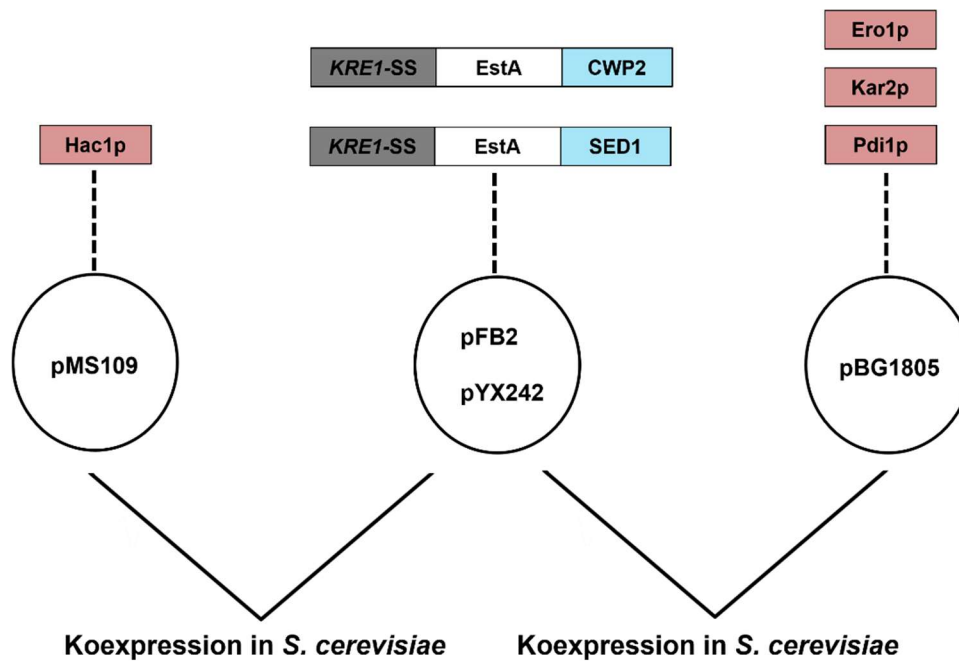 Ero1p
KRE1-SS EstA CWP2
Kar2p
Hac1p
KRE1-SS EstA SED1
Pdi1p
pMS109
pFB2
pYX242
pBG1805
Koexpression in S. cerevisiae
Koexpression in S. cerevisiae